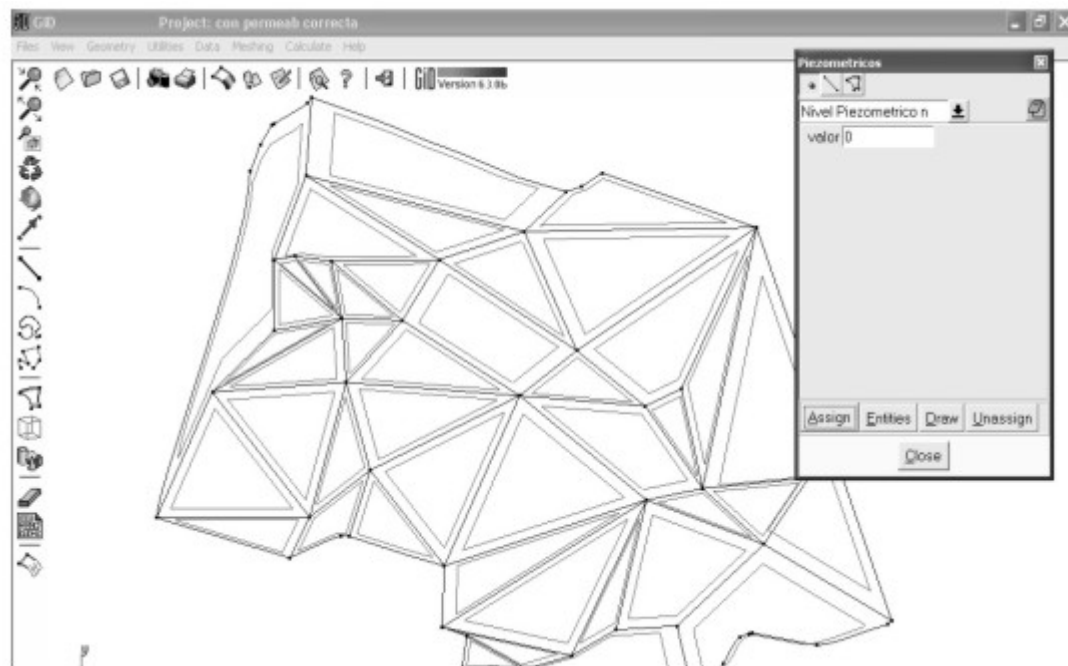 GiD Project: con permeab correcta
Files View Geometry Utilities Data Meshing Calculate Help
GiD Version 6.3.0b
Piezometricos
Nivel Piezometrico n
valor 0
Assign Entities Draw Unassign
Close
y